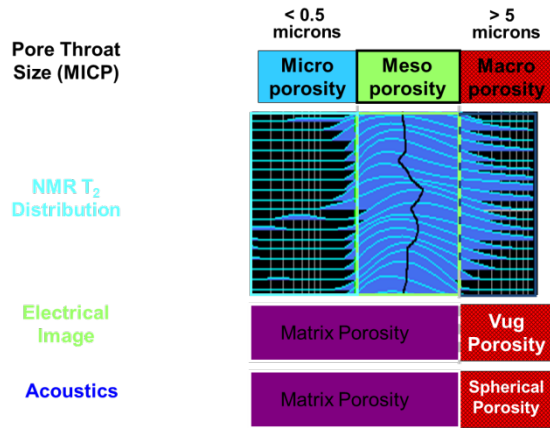 < 0.5
microns
> 5
microns
Pore Throat
Size (MICP)
Micro
porosity
Meso
porosity
Macro
porosity
NMR T2
Distribution
Electrical
Image
Matrix Porosity
Vug
Porosity
Acoustics
Matrix Porosity
Spherical
Porosity